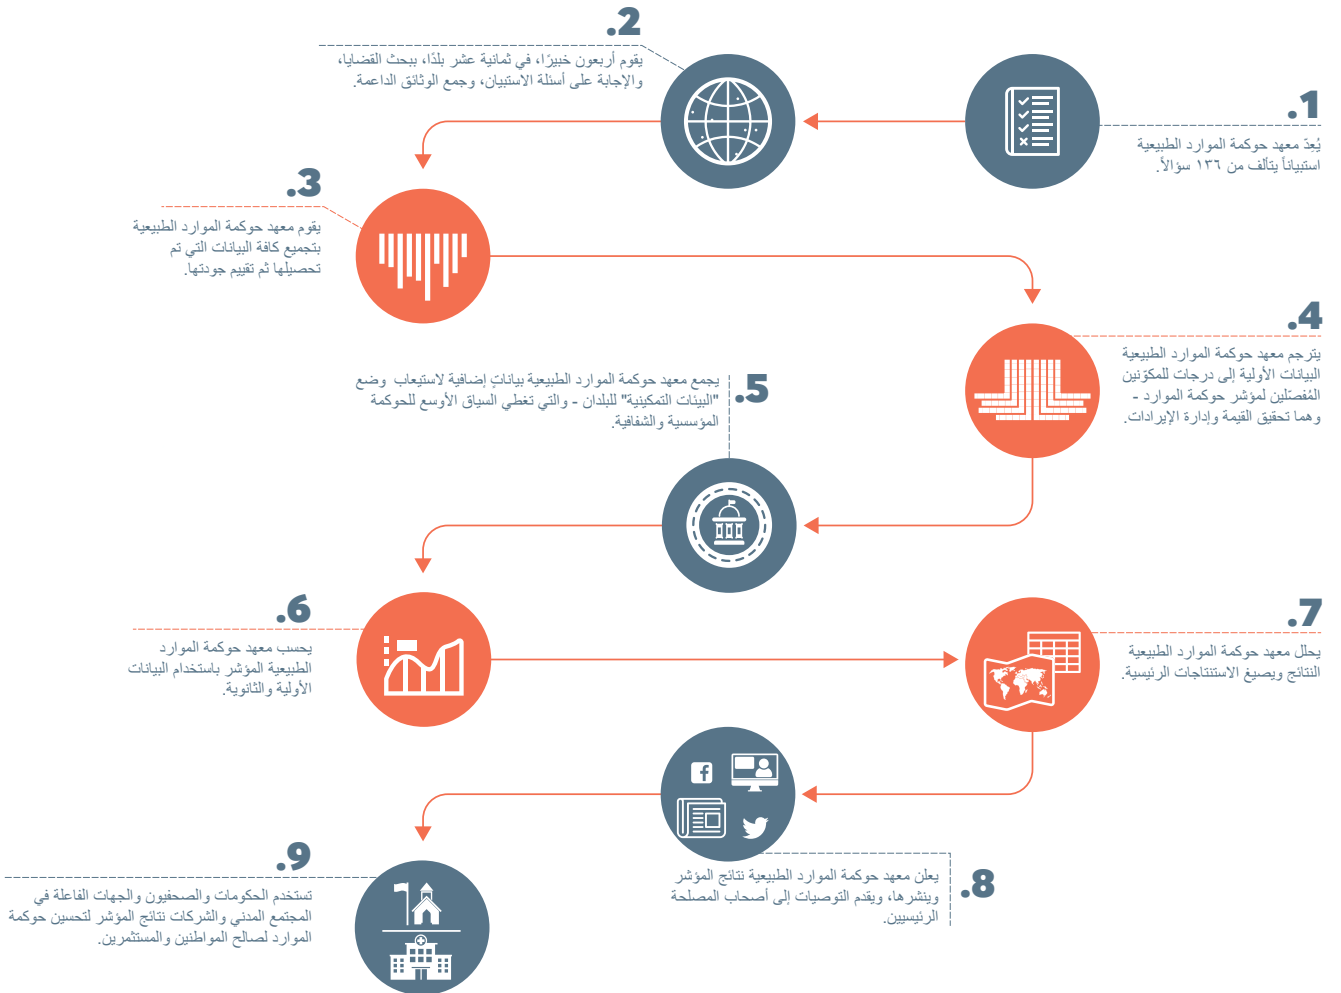 1.
يُعدّ معهد حوكمة الموارد الطبيعية
استبياناً يتألف من ١٣٦ سؤالاً.
2.
يقوم أربعون خبيرًا، في ثمانية عشر بلدًا، ببحث القضايا،
والإجابة على أسئلة الاستبيان، وجمع الوثائق الداعمة.
3.
يقوم معهد حوكمة الموارد الطبيعية
بتجميع كافة البيانات التي تم
تحصيلها ثم تقييم جودتها.
4.
يترجم معهد حوكمة الموارد الطبيعية
البيانات الأولية إلى درجات للمكوّنين
المُفصّلين لمؤشر حوكمة الموارد -
وهما تحقيق القيمة وإدارة الإيرادات.
5.
يجمع معهد حوكمة الموارد الطبيعية بياناتٍ إضافية لاستيعاب وضع
"البيئات التمكينية" للبلدان - والتي تغطي السياق الأوسع للحوكمة
المؤسسية والشفافية.
6.
يحسب معهد حوكمة الموارد
الطبيعية المؤشر باستخدام البيانات
الأولية والثانوية.
7.
يحلل معهد حوكمة الموارد الطبيعية
النتائج ويصيغ الاستنتاجات الرئيسية.
8.
يعلن معهد حوكمة الموارد الطبيعية نتائج المؤشر
وينشرها، ويقدم التوصيات إلى أصحاب المصلحة
الرئيسيين.
9.
تستخدم الحكومات والصحفيون والجهات الفاعلة في
المجتمع المدني والشركات نتائج المؤشر لتحسين حوكمة
الموارد لصالح المواطنين والمستثمرين.